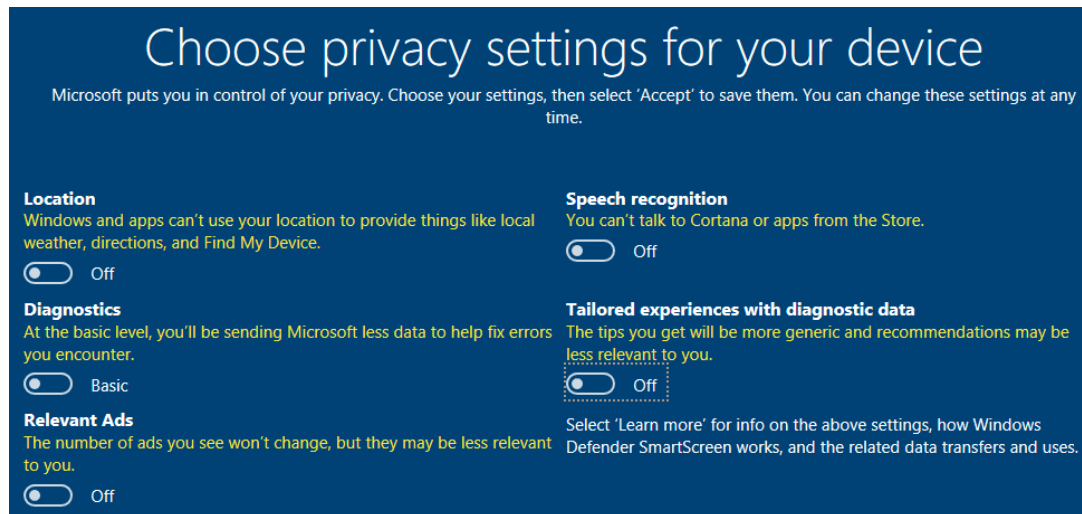 Choose privacy settings for your device
Microsoft puts you in control of your privacy. Choose your settings, then select ‘Accept’ to save them. You can change these settings at any
time.
Location
Windows and apps can’t use your location to provide things like local
weather, directions, and Find My Device.
Off
Diagnostics
At the basic level, you’ll be sending Microsoft less data to help fix errors
you encounter.
Basic
Relevant Ads
The number of ads you see won’t change, but they may be less relevant
to you.
Off
Speech recognition
You can’t talk to Cortana or apps from the Store.
Off
Tailored experiences with diagnostic data
The tips you get will be more generic and recommendations may be
less relevant to you.
Off
Select ‘Learn more’ for info on the above settings, how Windows
Defender SmartScreen works, and the related data transfers and uses.